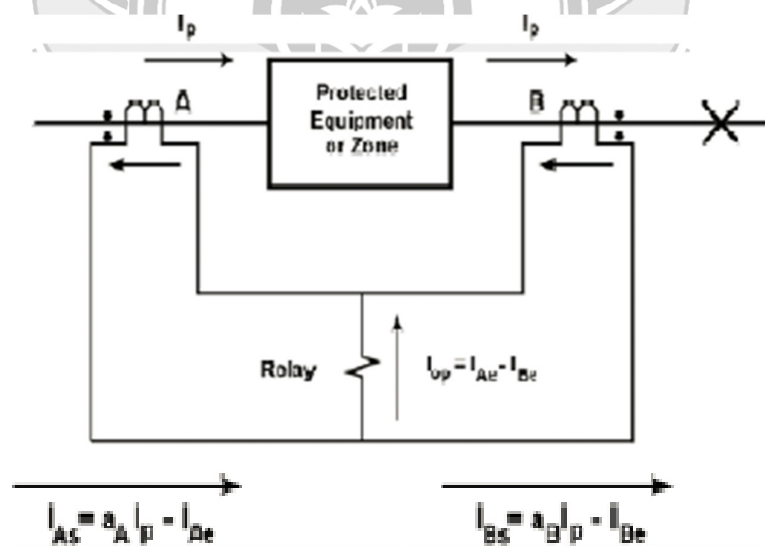 Ip
Ip
A
B
Protected
Equipment
or Zone
Rolay
Iop = IAe - IBe
IAs = aA Ip - IAe
IBs = aB Ip - IBe